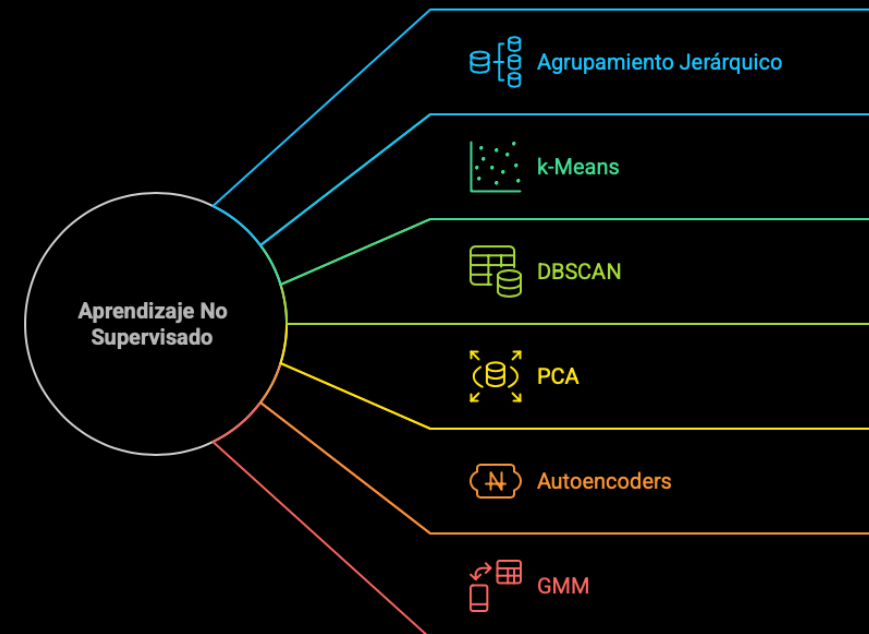 Agrupamiento Jerárquico
k-Means
DBSCAN
Aprendizaje No
Supervisado
PCA
Autoencoders
GMM